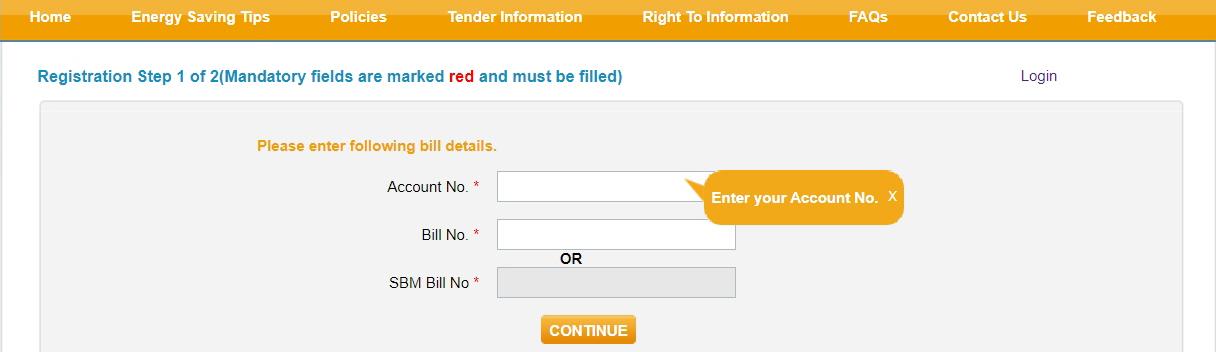 Home Energy Saving Tips Policies Tender Information Right To Information FAQs Contact Us Feedback
Registration Step 1 of 2(Mandatory fields are marked red and must be filled) Login
Please enter following bill details.
Account No. * Enter your Account No. X
Bill No. *
OR
SBM Bill No *
CONTINUE